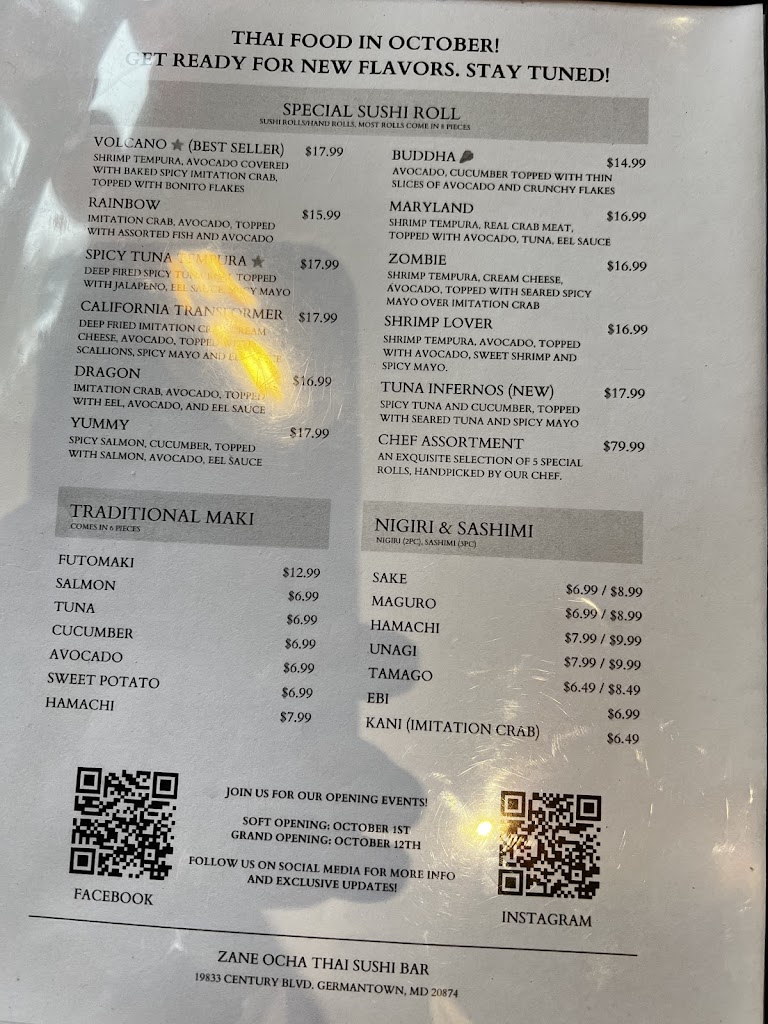 THAI FOOD IN OCTOBER!
GET READY FOR NEW FLAVORS. STAY TUNED!
SPECIAL SUSHI ROLL
SUSHI ROLLS/HAND ROLLS, MOST ROLLS COME IN 8 PIECES
VOLCANO ★ (BEST SELLER) $17.99
SHRIMP TEMPURA, AVOCADO COVERED
WITH BAKED SPICY IMITATION CRAB,
TOPPED WITH BONITO FLAKES
RAINBOW $15.99
IMITATION CRAB, AVOCADO, TOPPED
WITH ASSORTED FISH AND AVOCADO
SPICY TUNA TEMPURA ★ $17.99
DEEP FIRED SPICY TUNA TOPPED
WITH JALAPENO, EEL SAUCE, SPICY MAYO
CALIFORNIA TRANSFORMER $17.99
DEEP FRIED IMITATION CRAB, CREAM
CHEESE, AVOCADO, TOPPED WITH
SCALLIONS, SPICY MAYO AND EEL SAUCE
DRAGON $16.99
IMITATION CRAB, AVOCADO, TOPPED
WITH EEL, AVOCADO, AND EEL SAUCE
YUMMY $17.99
SPICY SALMON, CUCUMBER, TOPPED
WITH SALMON, AVOCADO, EEL SAUCE
BUDDHA $14.99
AVOCADO, CUCUMBER TOPPED WITH THIN
SLICES OF AVOCADO AND CRUNCHY FLAKES
MARYLAND $16.99
SHRIMP TEMPURA, REAL CRAB MEAT,
TOPPED WITH AVOCADO, TUNA, EEL SAUCE
ZOMBIE $16.99
SHRIMP TEMPURA, CREAM CHEESE,
AVOCADO, TOPPED WITH SEARED SPICY
MAYO OVER IMITATION CRAB
SHRIMP LOVER $16.99
SHRIMP TEMPURA, AVOCADO, TOPPED
WITH AVOCADO, SWEET SHRIMP AND
SPICY MAYO.
TUNA INFERNOS (NEW) $17.99
SPICY TUNA AND CUCUMBER, TOPPED
WITH SEARED TUNA AND SPICY MAYO
CHEF ASSORTMENT $79.99
AN EXQUISITE SELECTION OF 5 SPECIAL
ROLLS, HANDPICKED BY OUR CHEF.
TRADITIONAL MAKI
COMES IN 6 PIECES
FUTOMAKI $12.99
SALMON $6.99
TUNA $6.99
CUCUMBER $6.99
AVOCADO $6.99
SWEET POTATO $6.99
HAMACHI $7.99
NIGIRI & SASHIMI
NIGIRI (2PC), SASHIMI (3PC)
SAKE $6.99 / $8.99
MAGURO $6.99 / $8.99
HAMACHI $7.99 / $9.99
UNAGI $7.99 / $9.99
TAMAGO $6.49 / $8.49
EBI $6.99
KANI (IMITATION CRAB) $6.49
JOIN US FOR OUR OPENING EVENTS!
SOFT OPENING: OCTOBER 1ST
GRAND OPENING: OCTOBER 12TH
FOLLOW US ON SOCIAL MEDIA FOR MORE INFO
AND EXCLUSIVE UPDATES!
FACEBOOK
INSTAGRAM
ZANE OCHA THAI SUSHI BAR
19833 CENTURY BLVD, GERMANTOWN, MD 20874